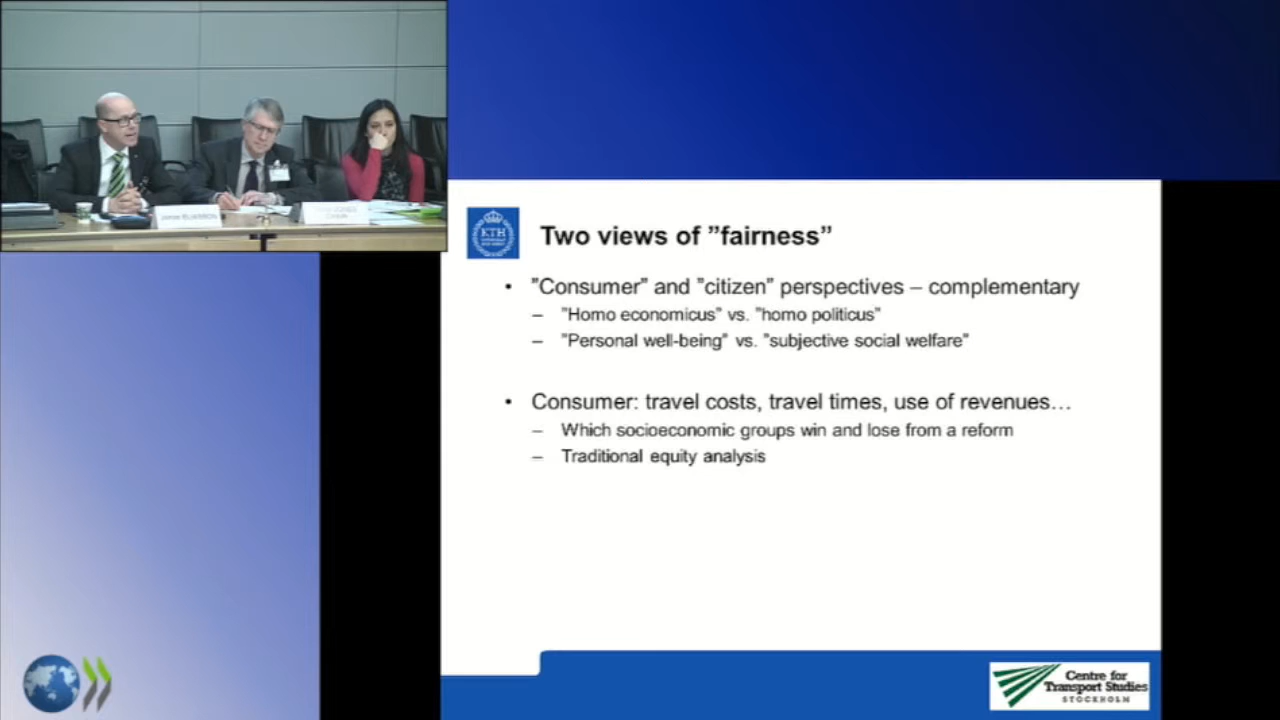 KTH
Two views of ”fairness”
• ”Consumer” and ”citizen” perspectives – complementary
– ”Homo economicus” vs. ”homo politicus”
– ”Personal well-being” vs. ”subjective social welfare”
• Consumer: travel costs, travel times, use of revenues…
– Which socioeconomic groups win and lose from a reform
– Traditional equity analysis
Centre for
Transport Studies
STOCKHOLM